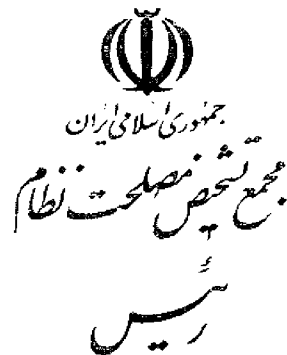 جمهوری اسلامی ایران
مجمع تشخیص مصلحت نظام
رئیس